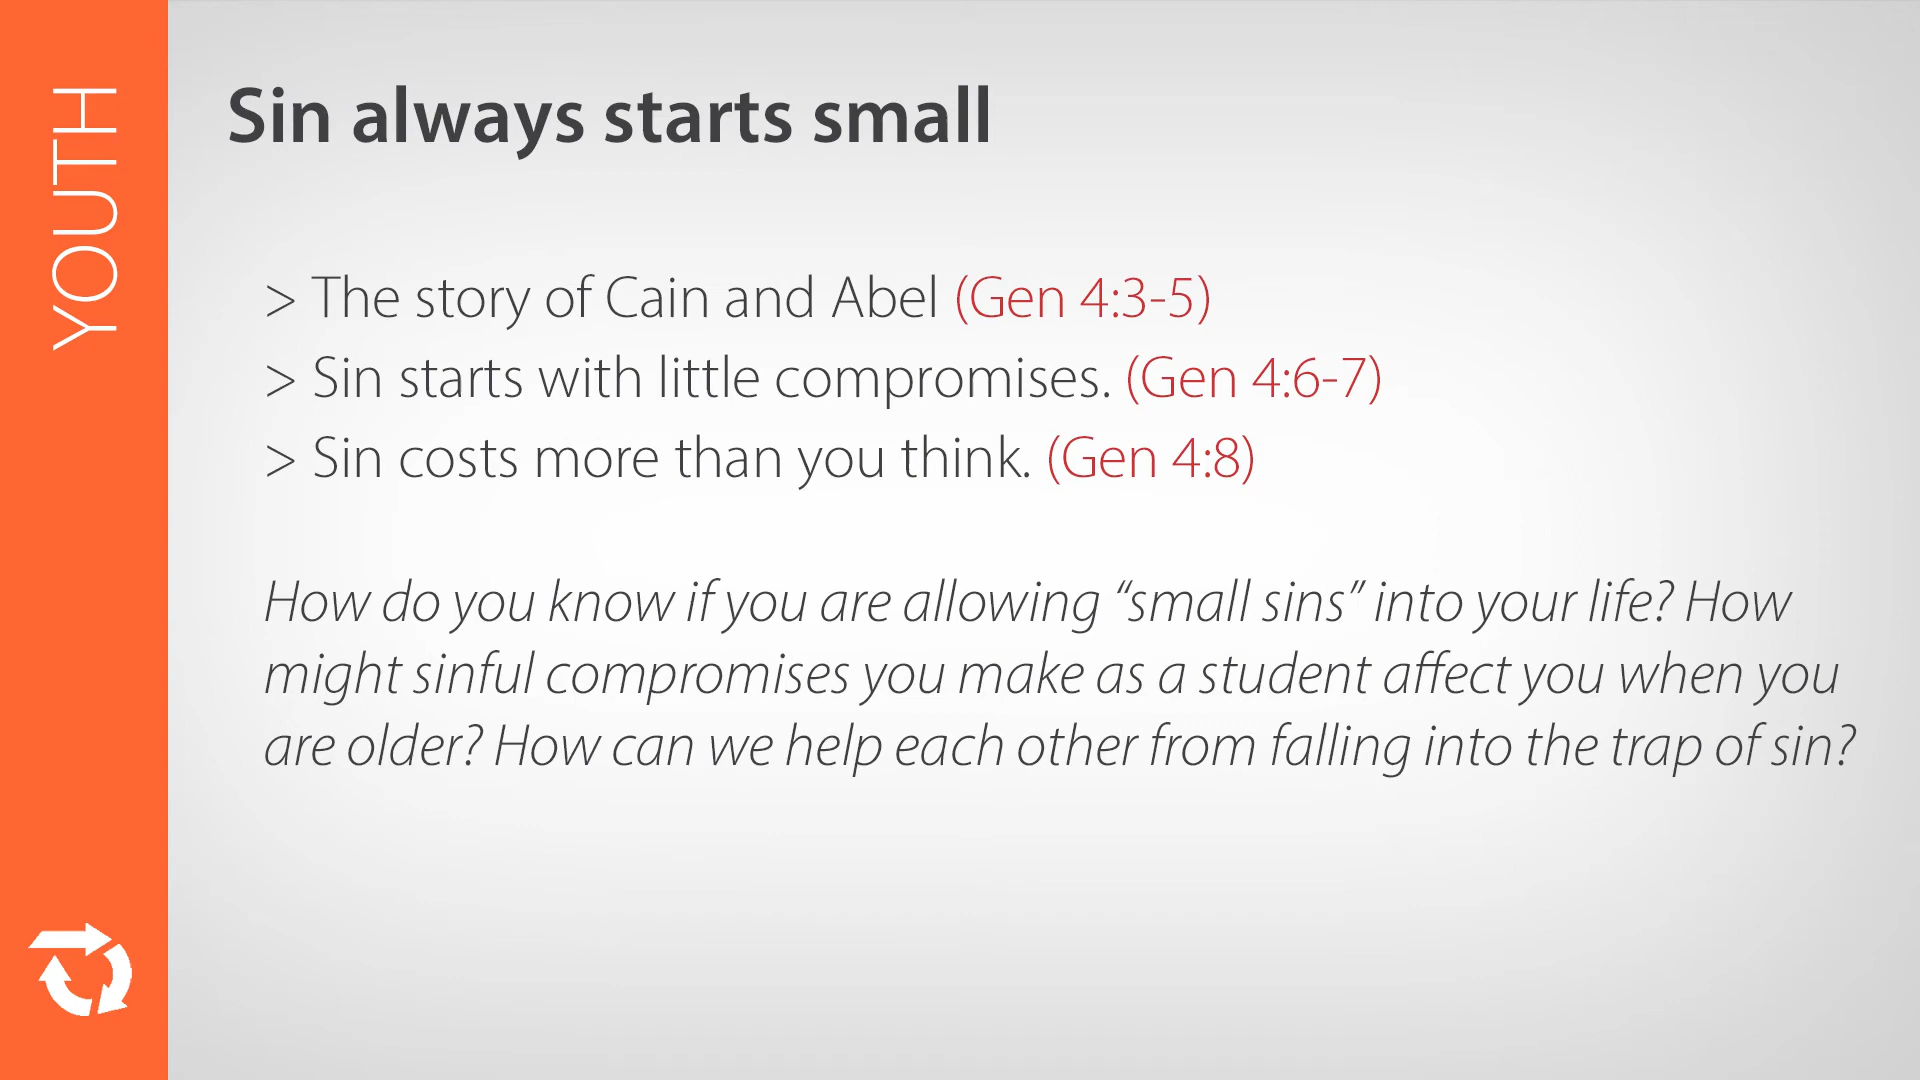 YOUTH
Sin always starts small
> The story of Cain and Abel (Gen 4:3-5)
> Sin starts with little compromises. (Gen 4:6-7)
> Sin costs more than you think. (Gen 4:8)
How do you know if you are allowing “small sins” into your life? How
might sinful compromises you make as a student affect you when you
are older? How can we help each other from falling into the trap of sin?